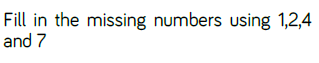 Fill in the missing numbers using 1,2,4
and 7